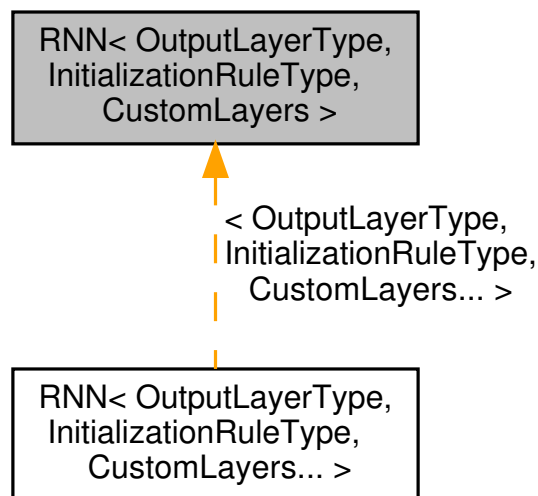 RNN< OutputLayerType,
InitializationRuleType,
CustomLayers >
< OutputLayerType,
InitializationRuleType,
CustomLayers... >
RNN< OutputLayerType,
InitializationRuleType,
CustomLayers... >